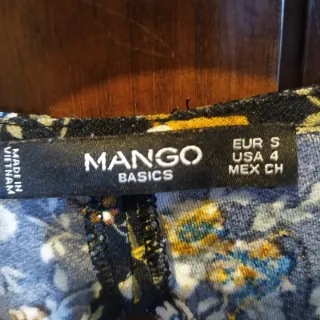 MADE IN
VIETNAM
MANGO
BASICS
EUR S
USA 4
MEX CH